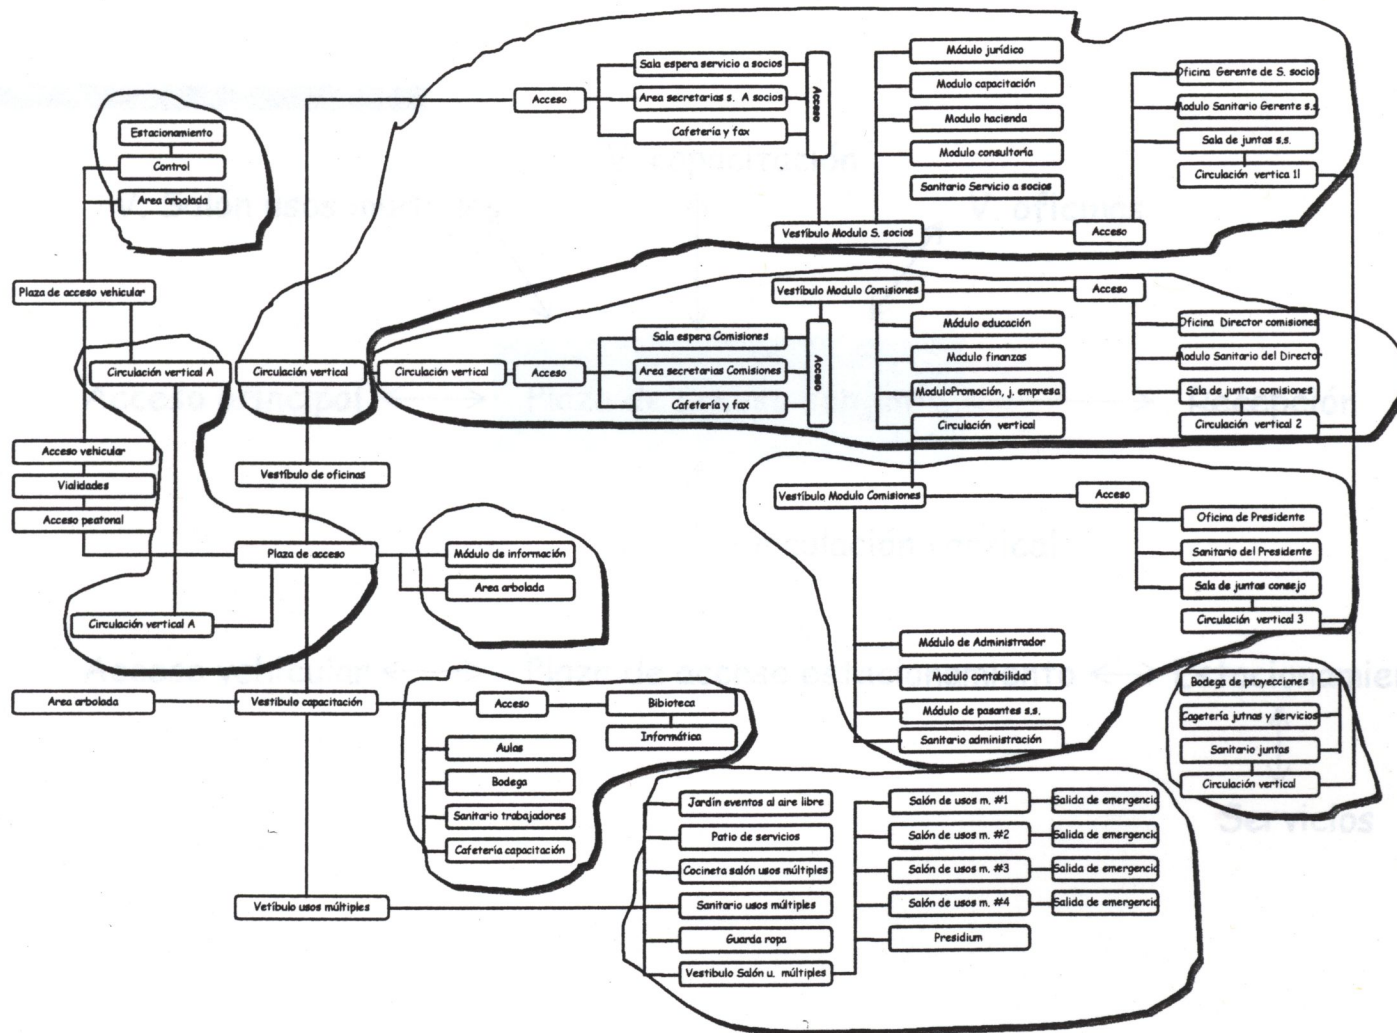 Sala espera servicio a socios
Area secretarias s. A socios
Cafetería y fax
Acceso
Acceso
Módulo jurídico
Modulo capacitación
Modulo hacienda
Modulo consultoría
Sanitario Servicio a socios
Vestíbulo Modulo S. socios
Acceso
Oficina Gerente de S. socios
Modulo Sanitario Gerente s.s.
Sala de juntas s.s.
Circulación vertica 1l
Estacionamiento
Control
Area arbolada
Plaza de acceso vehicular
Circulación vertical A
Circulación vertical
Circulación vertical
Acceso
Sala espera Comisiones
Area secretarias Comisiones
Cafetería y fax
Acceso
Vestíbulo Modulo Comisiones
Módulo educación
Modulo finanzas
ModuloPromoción, j. empresa
Circulación vertical
Acceso
Oficina Director comisiones
Modulo Sanitario del Director
Sala de juntas comisiones
Circulación vertical 2
Acceso vehicular
Vialidades
Acceso peatonal
Vestíbulo de oficinas
Plaza de acceso
Circulación vertical A
Módulo de información
Area arbolada
Vestíbulo Modulo Comisiones
Acceso
Oficina de Presidente
Sanitario del Presidente
Sala de juntas consejo
Circulación vertical 3
Módulo de Administrador
Modulo contabilidad
Módulo de pasantes s.s.
Sanitario administración
Bodega de proyecciones
Cagetería jutnas y servicios
Sanitario juntas
Circulación vertical
Area arbolada
Vestíbulo capacitación
Acceso
Bibioteca
Informática
Aulas
Bodega
Sanitario trabajadores
Cafetería capacitación
Vetíbulo usos múltiples
Jardín eventos al aire libre
Patio de servicios
Cocineta salón usos múltiples
Sanitario usos múltiples
Guarda ropa
Vestíbulo Salón u. múltiples
Salón de usos m. #1
Salida de emergencia
Salón de usos m. #2
Salida de emergencia
Salón de usos m. #3
Salida de emergencia
Salón de usos m. #4
Salida de emergencia
Presidium
Servicios